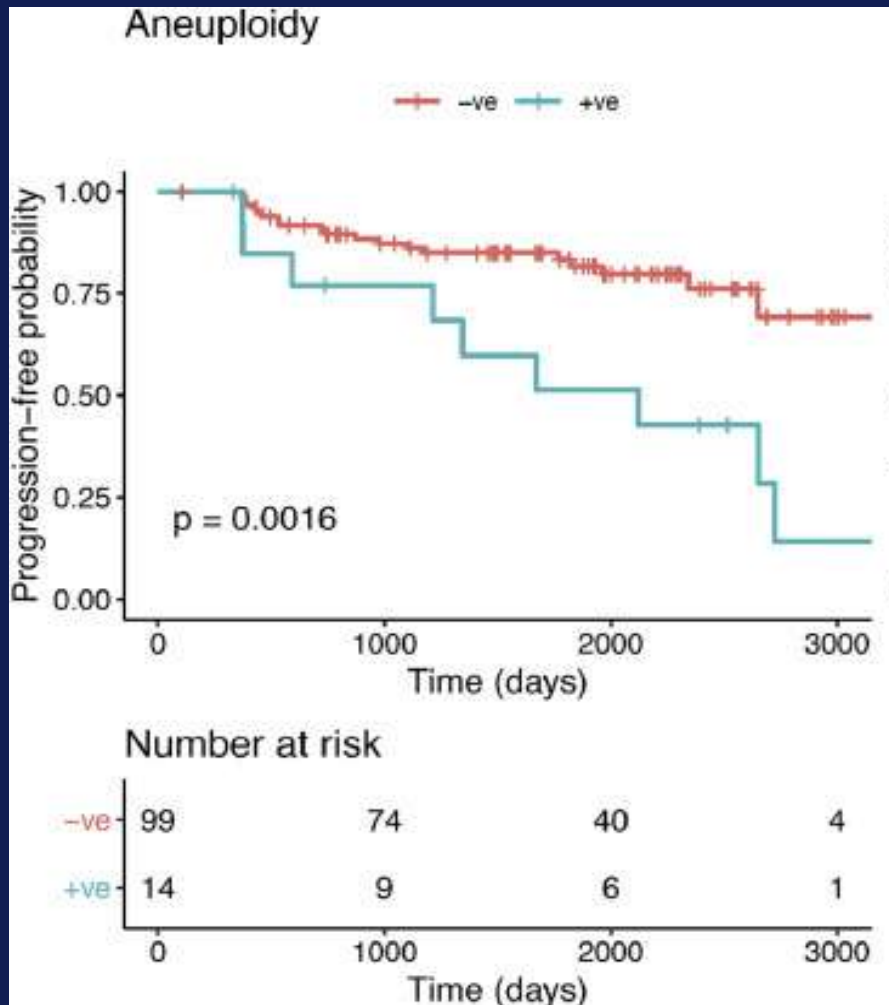 Aneuploidy
–ve +ve
Progression–free probability
1.00
0.75
0.50
0.25
0.00
p = 0.0016
0 1000 2000 3000
Time (days)
Number at risk
–ve 99 74 40 4
+ve 14 9 6 1
0 1000 2000 3000
Time (days)